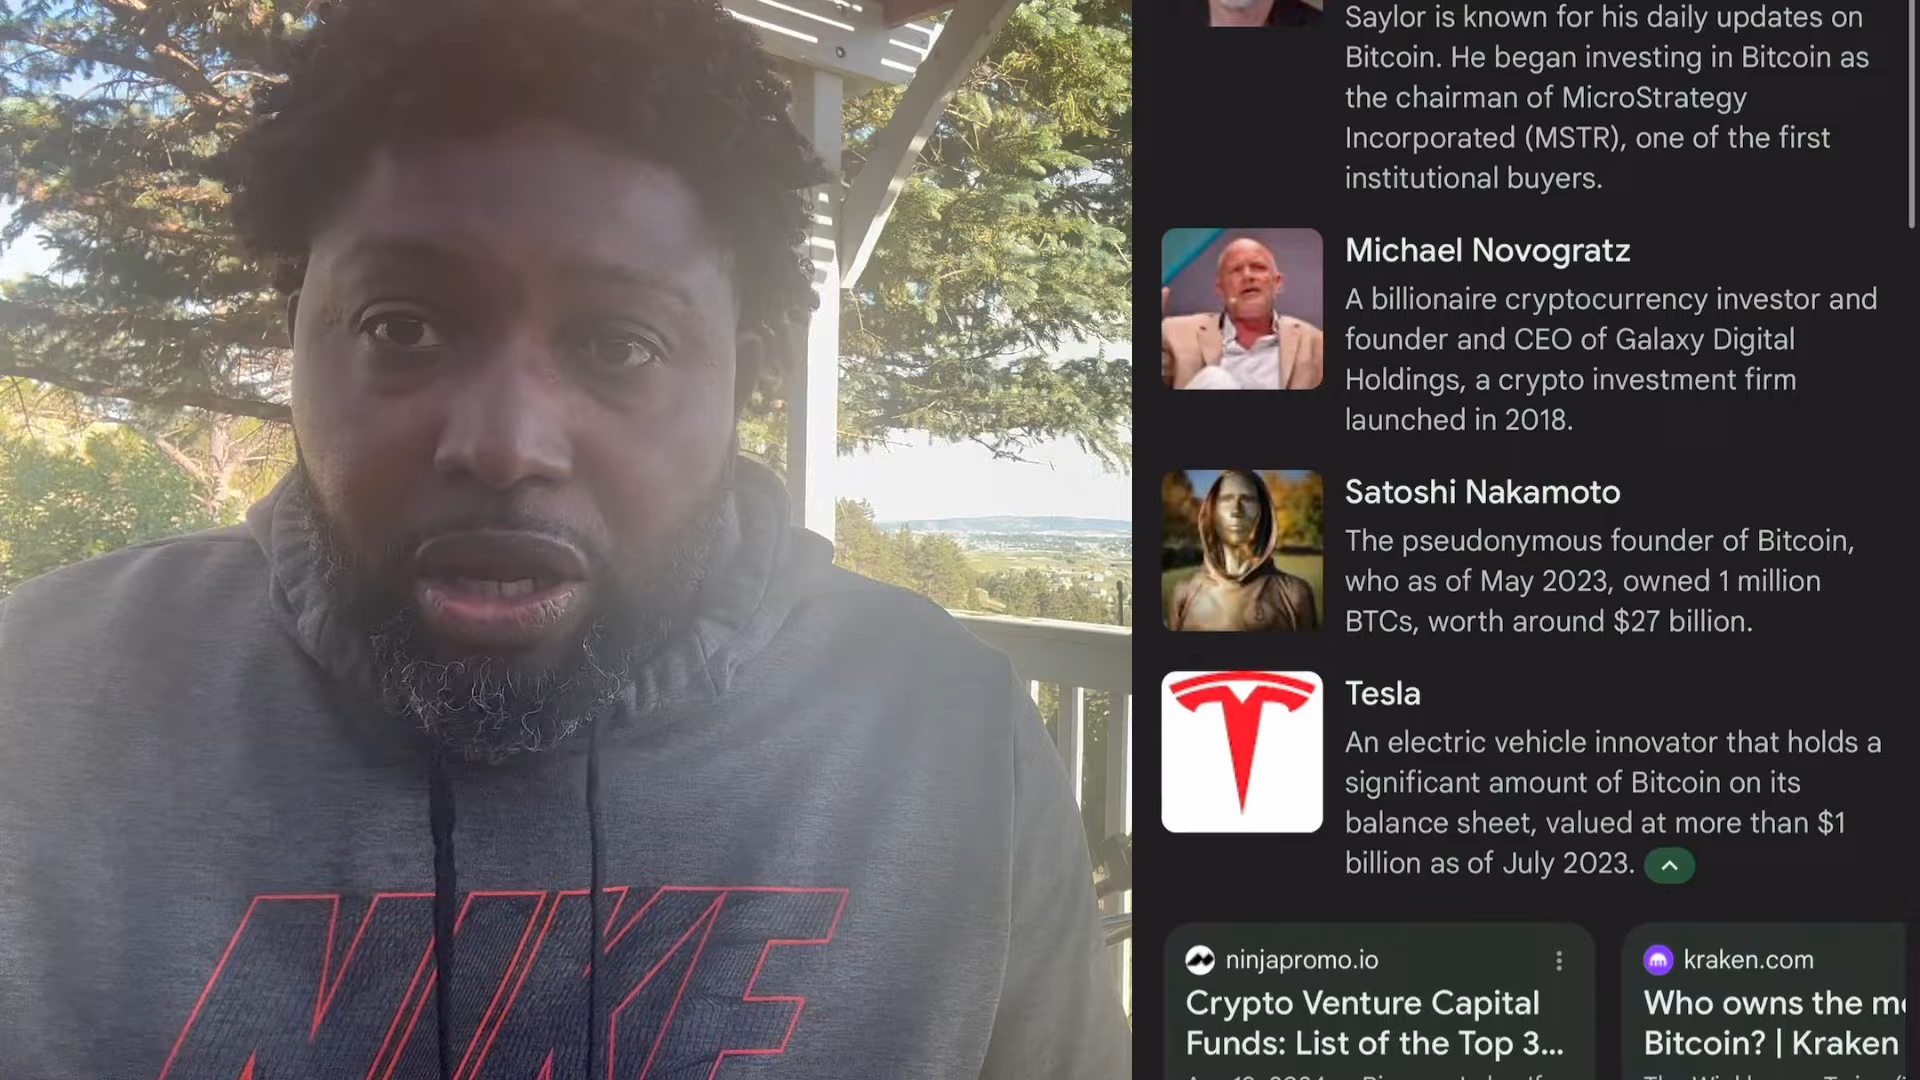 Saylor is known for his daily updates on
Bitcoin. He began investing in Bitcoin as
the chairman of MicroStrategy
Incorporated (MSTR), one of the first
institutional buyers.
Michael Novogratz
A billionaire cryptocurrency investor and
founder and CEO of Galaxy Digital
Holdings, a crypto investment firm
launched in 2018.
Satoshi Nakamoto
The pseudonymous founder of Bitcoin,
who as of May 2023, owned 1 million
BTCs, worth around $27 billion.
Tesla
An electric vehicle innovator that holds a
significant amount of Bitcoin on its
balance sheet, valued at more than $1
billion as of July 2023.
ninjapromo.io
Crypto Venture Capital
Funds: List of the Top 3...
kraken.com
Who owns the
Bitcoin? | Kraken
NIKE